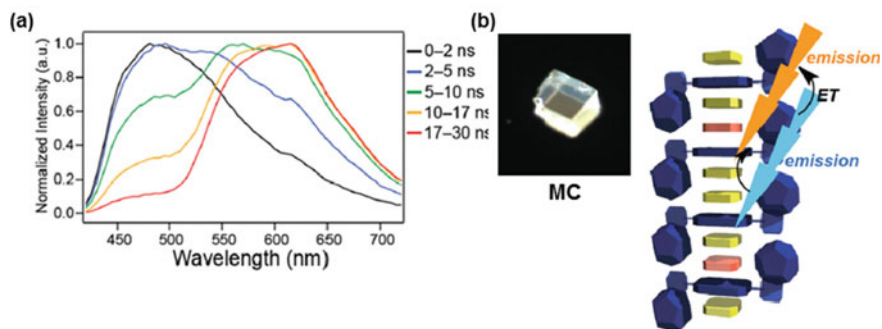 (a)
Normalized Intensity (a.u.)
1.0
0.8
0.6
0.4
0.2
0.0
450 500 550 600 650 700
Wavelength (nm)
0–2 ns
2–5 ns
5–10 ns
10–17 ns
17–30 ns
(b)
MC
emission
ET
emission